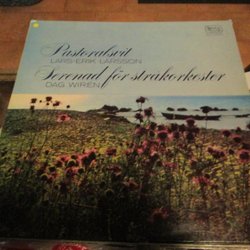 Pastoralsvit
LARS-ERIK LARSSON
Serenad för stråkorkester
DAG WIRÉN